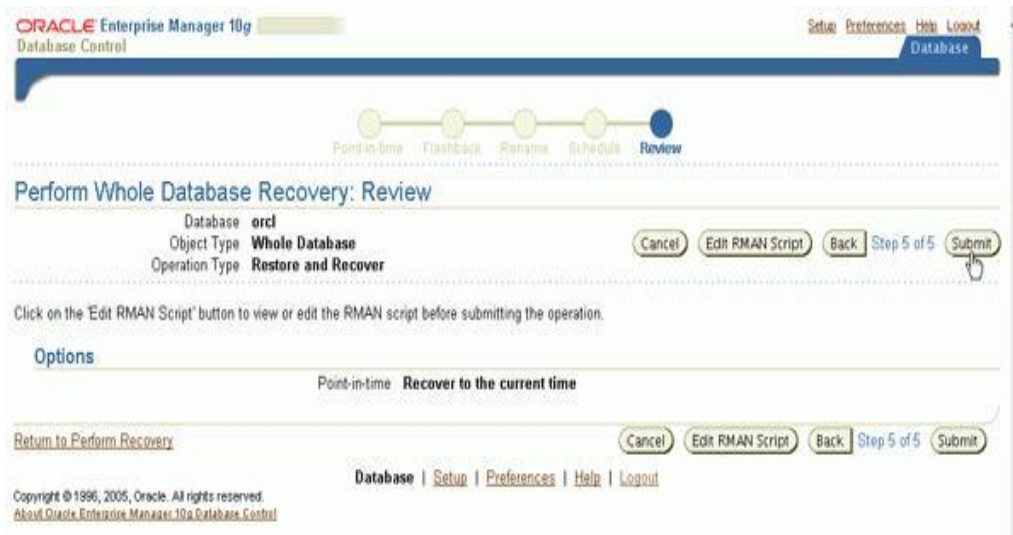 ORACLE Enterprise Manager 10g
Database Control
Setup Preferences Help Logout
Database
Point-in-time Flashback Rename Schedule Review
Perform Whole Database Recovery: Review
Database orcl
Object Type Whole Database
Operation Type Restore and Recover
Cancel Edit RMAN Script Back Step 5 of 5 Submit
Click on the 'Edit RMAN Script' button to view or edit the RMAN script before submitting the operation.
Options
Point-in-time Recover to the current time
Return to Perform Recovery
Cancel Edit RMAN Script Back Step 5 of 5 Submit
Database | Setup | Preferences | Help | Logout
Copyright © 1996, 2005, Oracle. All rights reserved.
About Oracle Enterprise Manager 10g Database Control